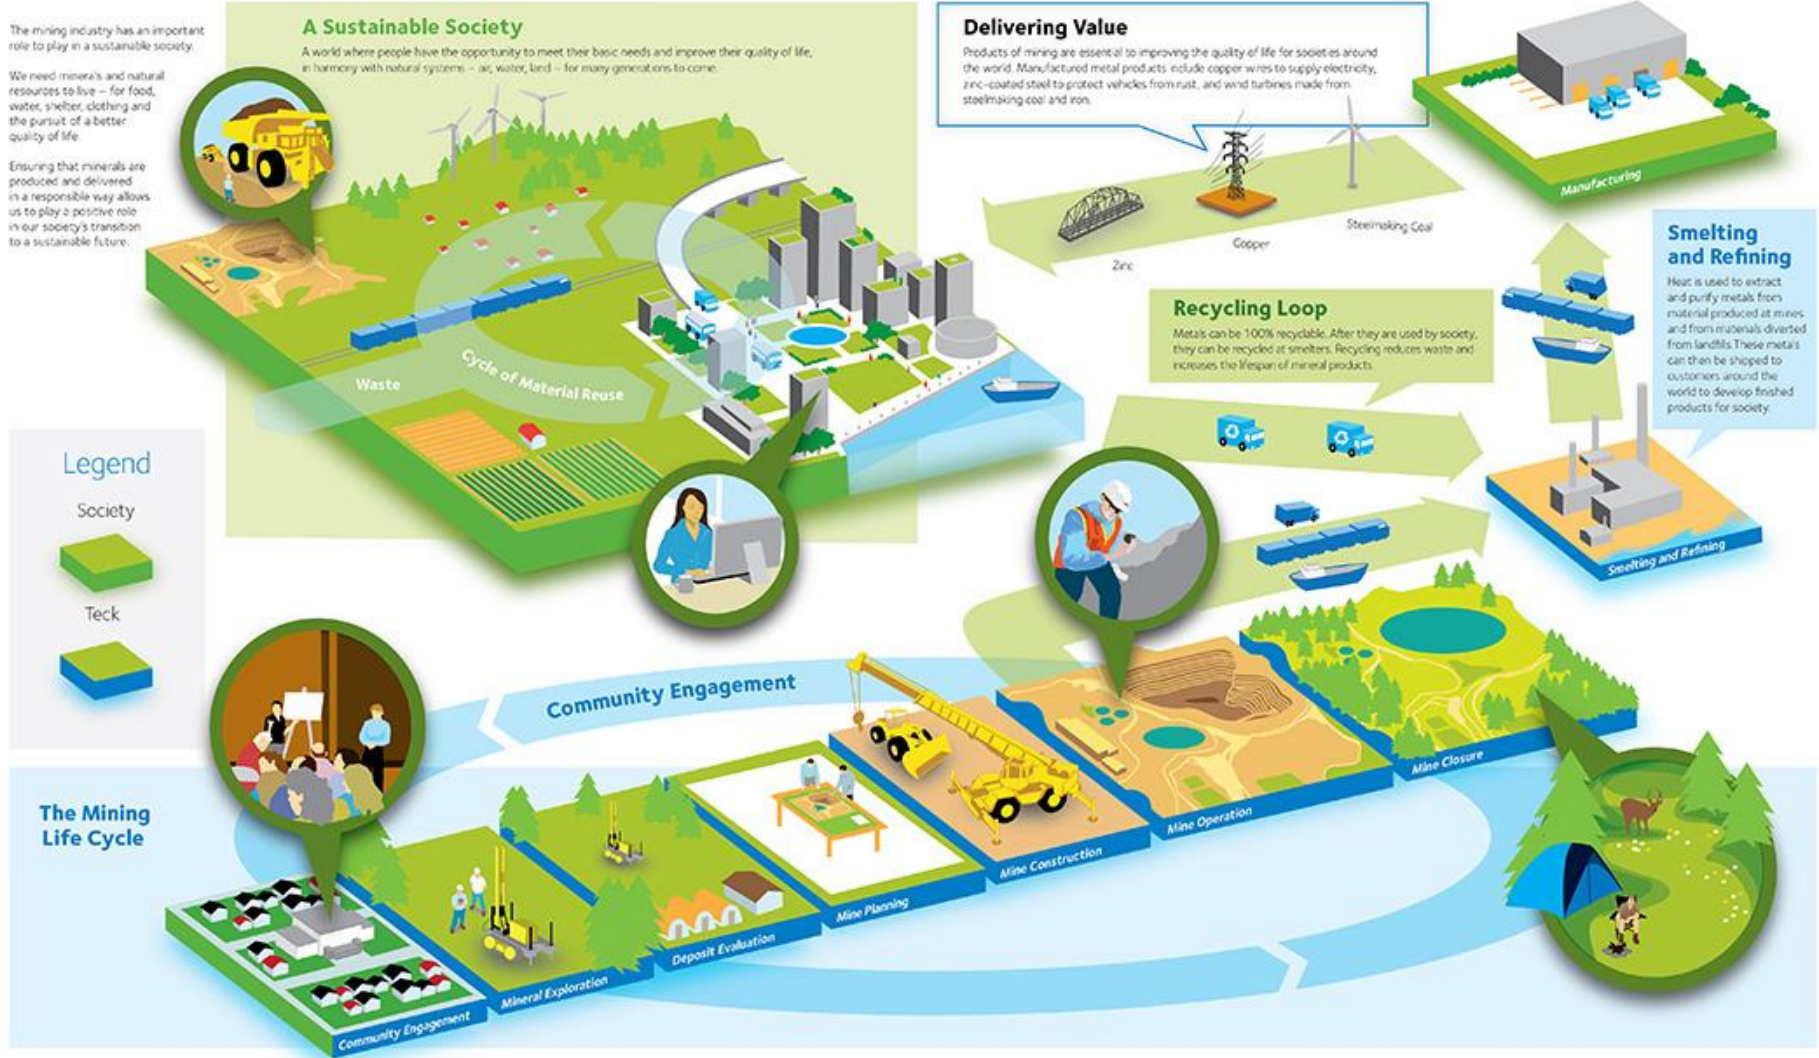 The mining industry has an important
role to play in a sustainable society.
We need minerals and natural
resources to live – for food,
water, shelter, clothing and
the pursuit of a better
quality of life.
Ensuring that minerals are
produced and delivered
in a responsible way allows
us to play a positive role
in our society's transition
to a sustainable future.
A Sustainable Society
A world where people have the opportunity to meet their basic needs and improve their quality of life,
in harmony with natural systems – air, water, land – for many generations to come.
Delivering Value
Products of mining are essential to improving the quality of life for societies around
the world. Manufactured metal products include copper wires to supply electricity,
zinc-coated steel to protect vehicles from rust, and wind turbines made from
steelmaking coal and iron.
Manufacturing
Steelmaking Coal
Copper
Zinc
Smelting
and Refining
Heat is used to extract
and purify metals from
material produced at mines
and from materials diverted
from landfills. These metals
can then be shipped to
customers around the
world to develop finished
products for society.
Recycling Loop
Metals can be 100% recyclable. After they are used by society,
they can be recycled at smelters. Recycling reduces waste and
increases the lifespan of mineral products.
Waste
Cycle of Material Reuse
Legend
Society
Teck
Smelting and Refining
Community Engagement
The Mining
Life Cycle
Community Engagement
Mineral Exploration
Deposit Evaluation
Mine Planning
Mine Construction
Mine Operation
Mine Closure